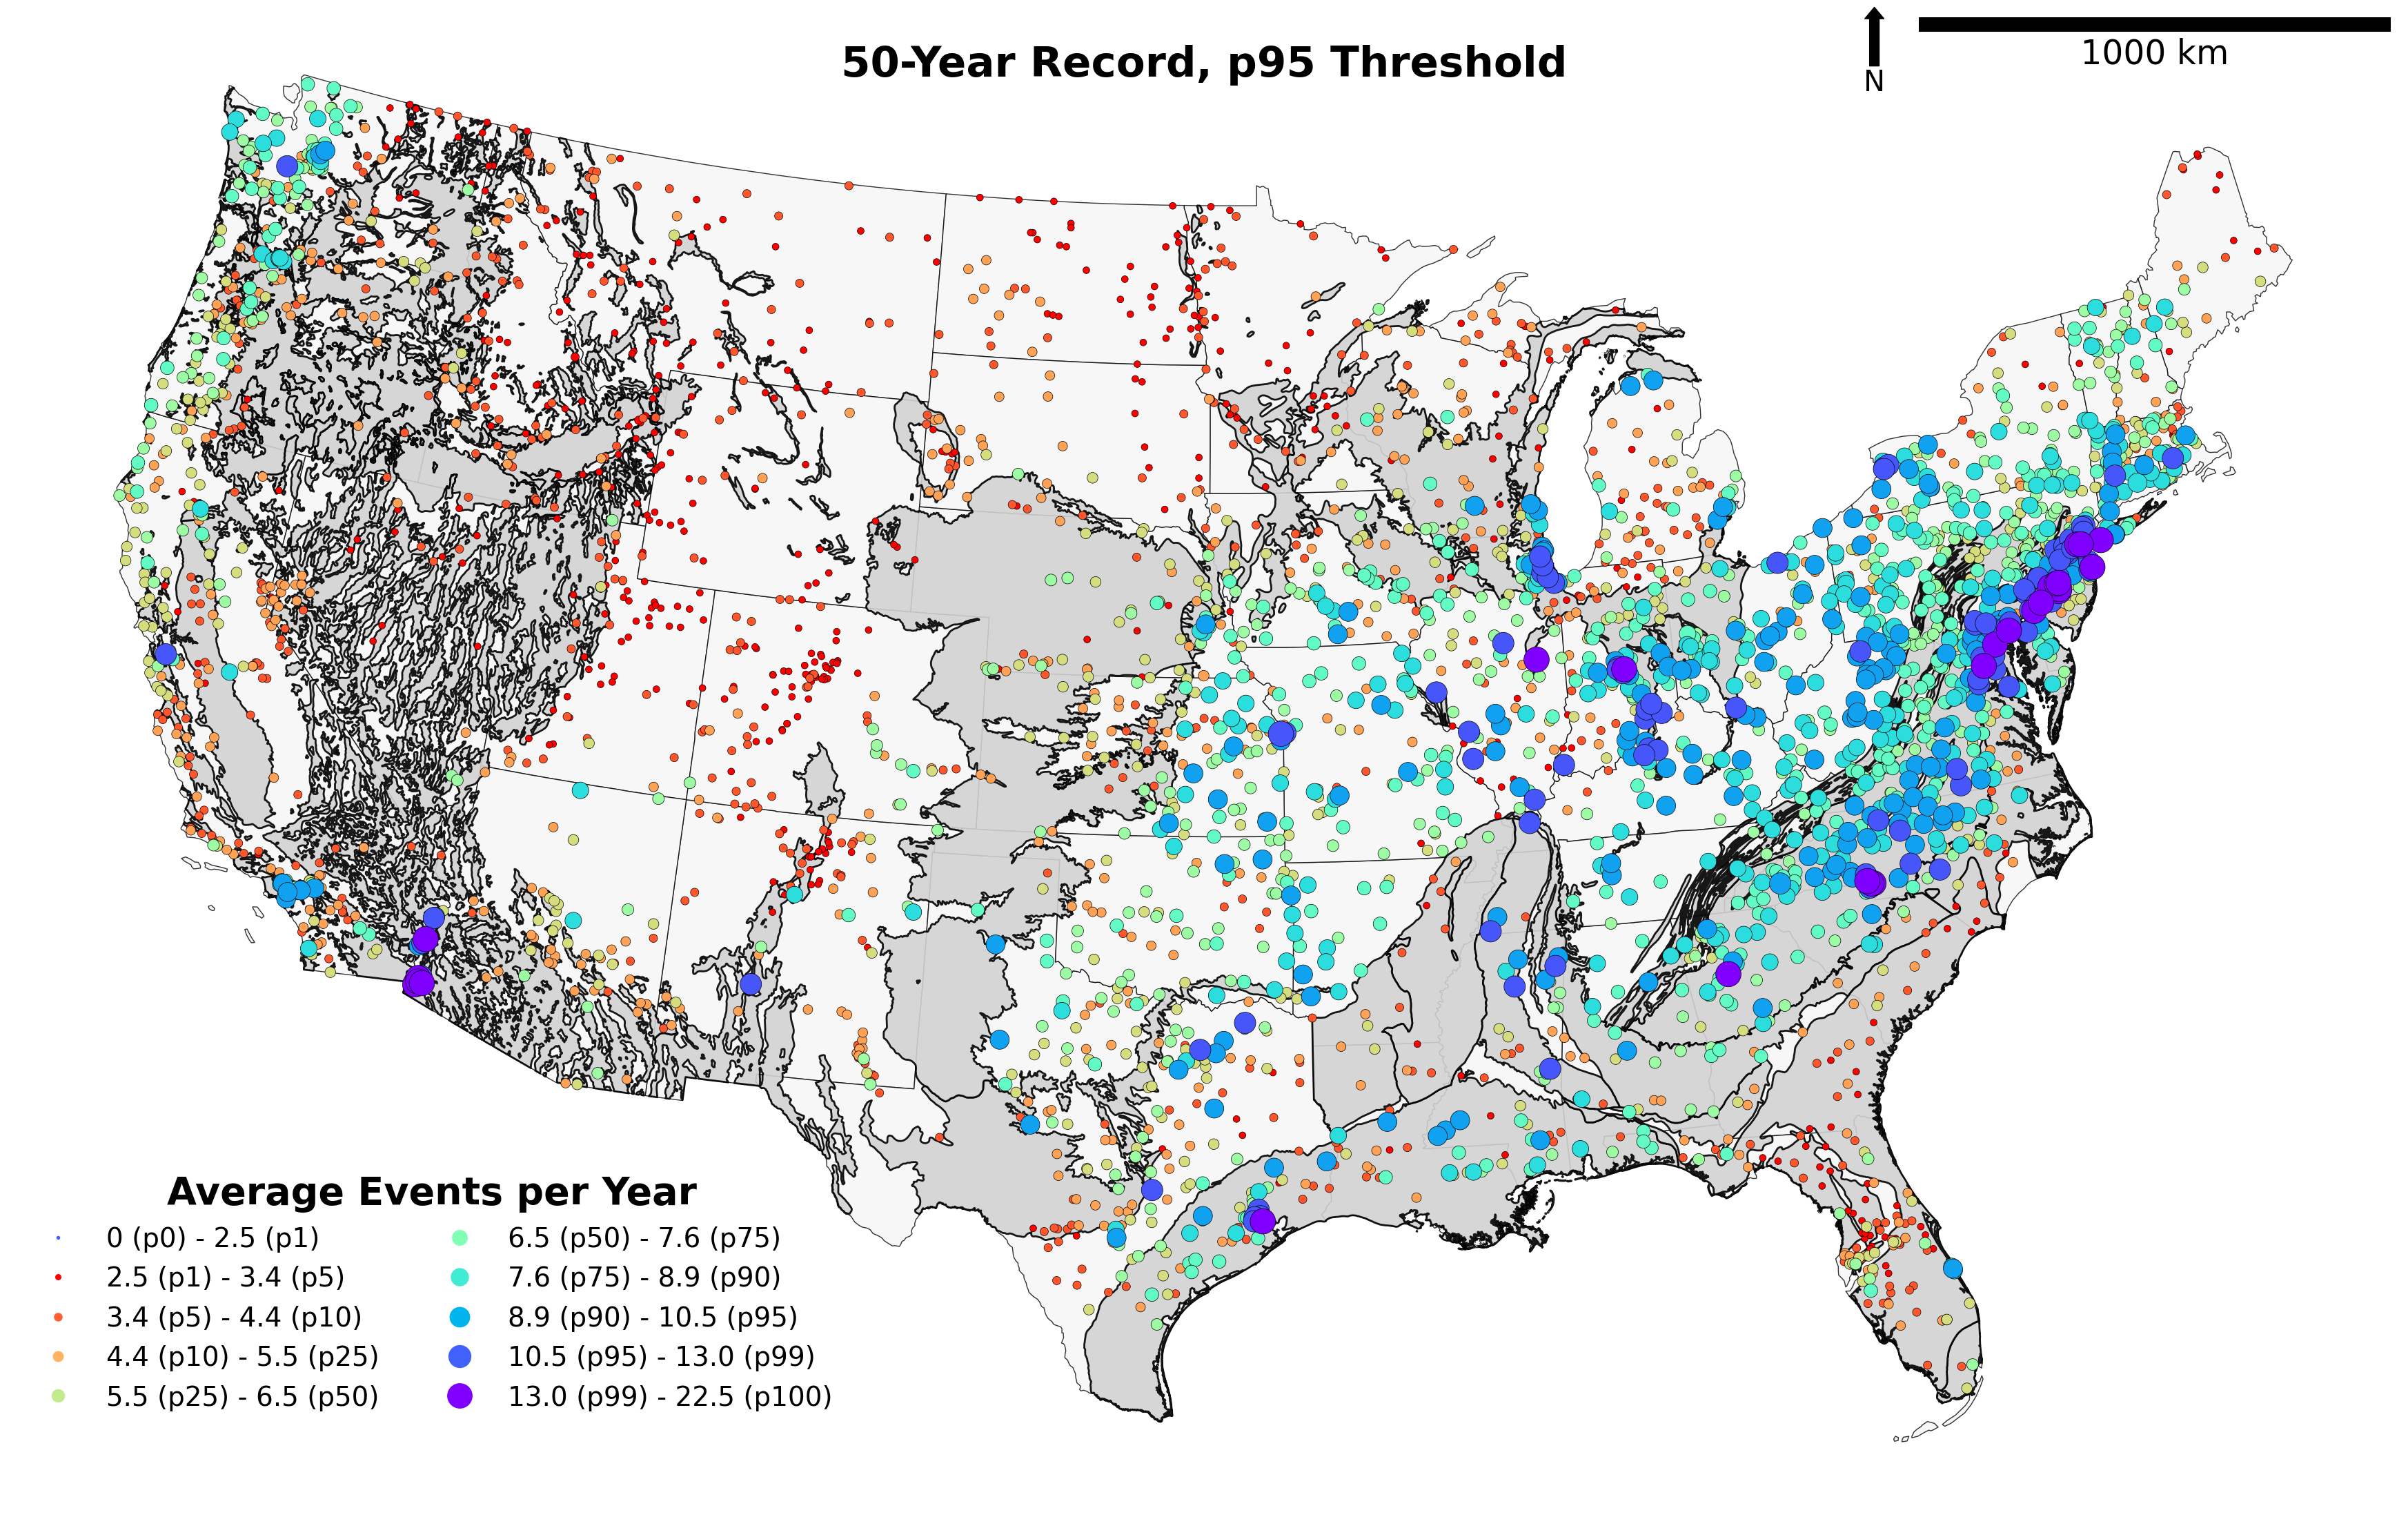 50-Year Record, p95 Threshold
N
1000 km
Average Events per Year
0 (p0) - 2.5 (p1)
2.5 (p1) - 3.4 (p5)
3.4 (p5) - 4.4 (p10)
4.4 (p10) - 5.5 (p25)
5.5 (p25) - 6.5 (p50)
6.5 (p50) - 7.6 (p75)
7.6 (p75) - 8.9 (p90)
8.9 (p90) - 10.5 (p95)
10.5 (p95) - 13.0 (p99)
13.0 (p99) - 22.5 (p100)